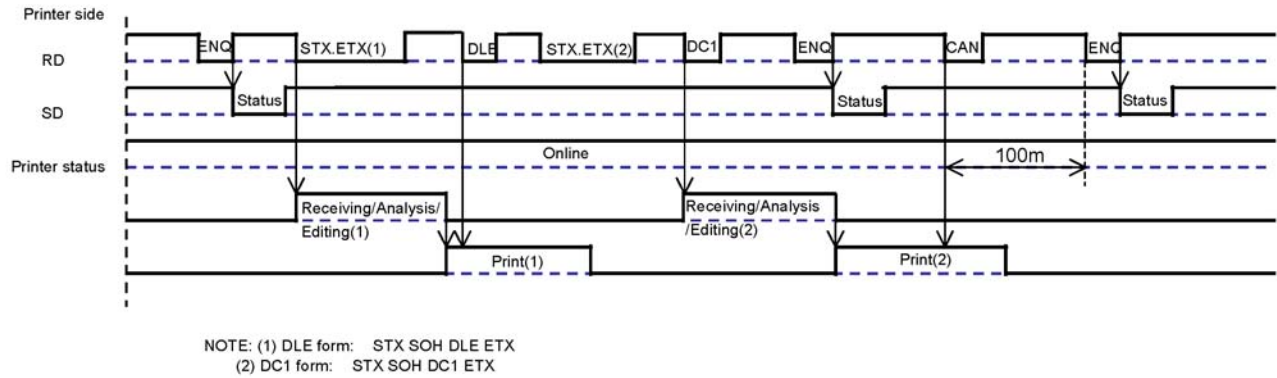 Printer side
RD ENQ STX.ETX(1) DLE STX.ETX(2) DC1 ENQ CAN ENQ
SD Status Status Status
Online
Printer status 100m
Receiving/Analysis/ Receiving/Analysis
Editing(1) /Editing(2)
Print(1) Print(2)
NOTE: (1) DLE form: STX SOH DLE ETX
(2) DC1 form: STX SOH DC1 ETX